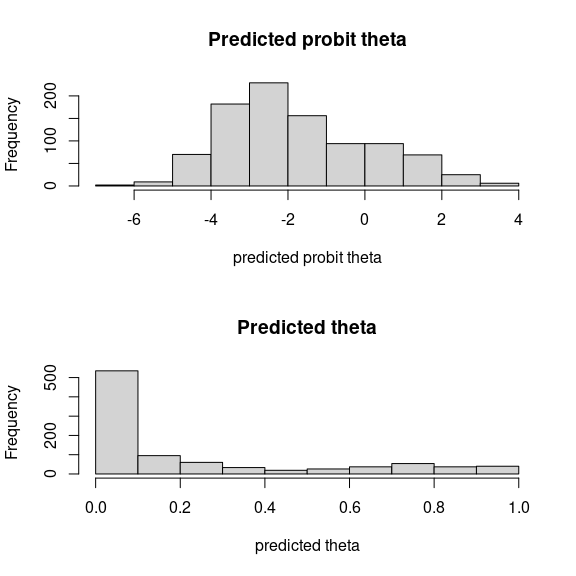 Predicted probit theta
Frequency
0 100 200
-6 -4 -2 0 2 4
predicted probit theta
Predicted theta
Frequency
0 200 500
0.0 0.2 0.4 0.6 0.8 1.0
predicted theta